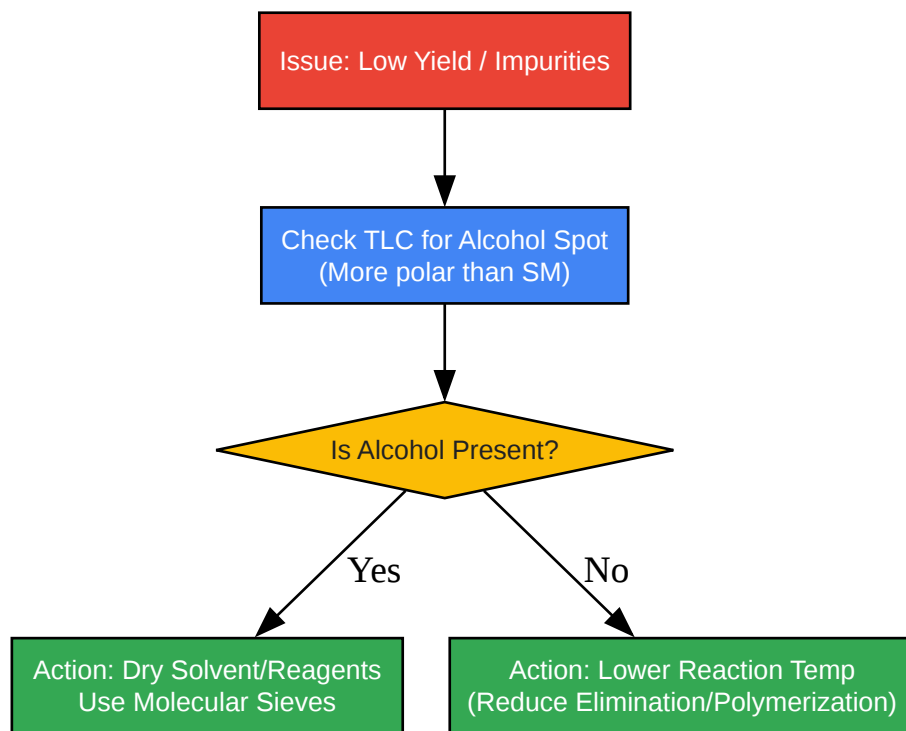 Issue: Low Yield / Impurities
Check TLC for Alcohol Spot
(More polar than SM)
Is Alcohol Present?
Yes
No
Action: Dry Solvent/Reagents
Use Molecular Sieves
Action: Lower Reaction Temp
(Reduce Elimination/Polymerization)